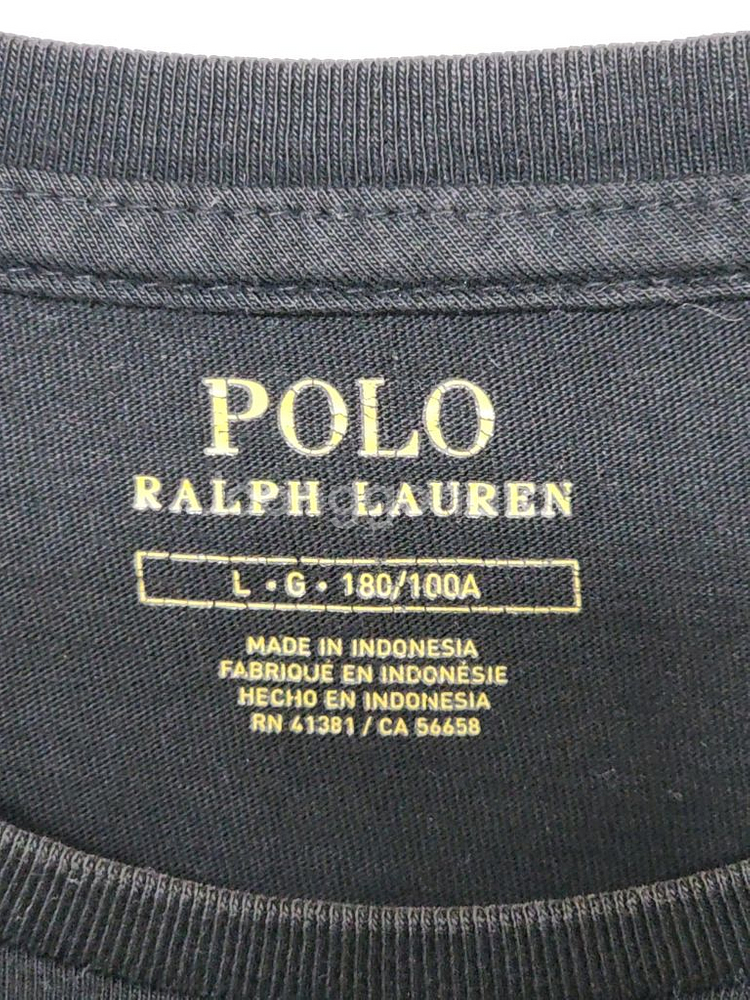 POLO
RALPH LAUREN
L • G • 180/100A
MADE IN INDONESIA
FABRIQUÉ EN INDONÉSIE
HECHO EN INDONESIA
RN 41381 / CA 56658